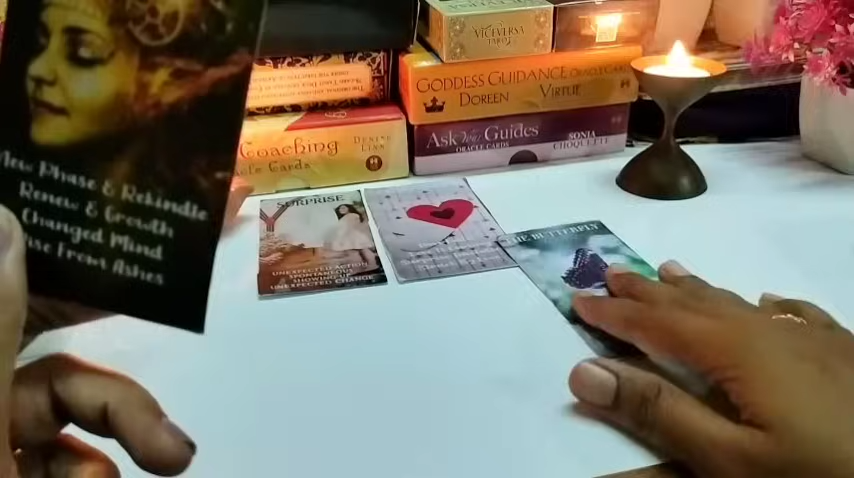 VICEVERSA
TAROT
GODDESS GUIDANCE ORACLE CARDS
DOREEN VIRTUE
Coaching
Oracle Cards
DENISE
LINN
ASK Your GUIDES
ORACLE CARDS
SONIA
CHOQUETTE
New Phase & Rekindle
Renew & Growth
Changed Mind
Rise From Ashes
SURPRISE
UNEXPECTED ACTION
SPONTANEOUS
SHOWING UP
UNEXPECTED CHANGE
THE BUTTERFLY